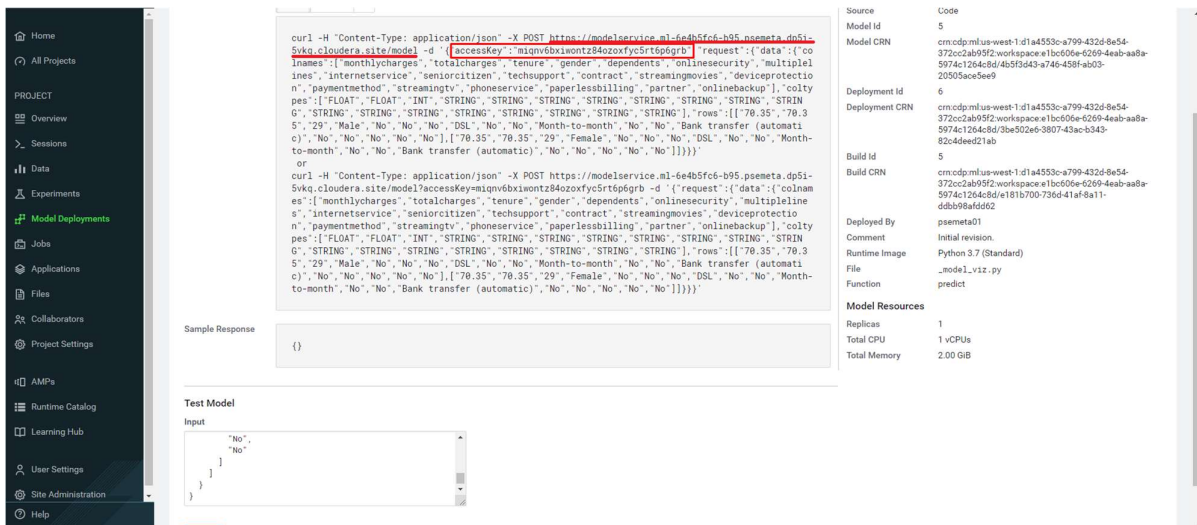 Home
All Projects
PROJECT
Overview
Sessions
Data
Experiments
Model Deployments
Jobs
Applications
Files
Collaborators
Project Settings
AMPs
Runtime Catalog
Learning Hub
User Settings
Site Administration
Help
curl -H "Content-Type: application/json" -X POST https://modelservice.ml-6e4b5fc6-b95.psemeta.dp5i-
5vkq.cloudera.site/model -d '{"accessKey":"miqnv6bxiwontz84ozoxfyc5rt6p6grb","request":{"data":{"co
lnames":["monthlycharges","totalcharges","tenure","gender","dependents","onlinesecurity","multiplel
ines","internetservice","seniorcitizen","techsupport","contract","streamingmovies","deviceprotectio
n","paymentmethod","streamingtv","phoneservice","paperlessbilling","partner","onlinebackup"],"colty
pes":["FLOAT","FLOAT","INT","STRING","STRING","STRING","STRING","STRING","STRING","STRING","STRIN
G","STRING","STRING","STRING","STRING","STRING","STRING","STRING","STRING"],"rows":[["70.35","70.3
5","29","Male","No","No","No","DSL","No","No","Month-to-month","No","No","Bank transfer (automati
c)","No","No","No","No","No"],["70.35","70.35","29","Female","No","No","No","DSL","No","No","Month-
to-month","No","No","Bank transfer (automatic)","No","No","No","No","No"]]}}}'
or
curl -H "Content-Type: application/json" -X POST https://modelservice.ml-6e4b5fc6-b95.psemeta.dp5i-
5vkq.cloudera.site/model?accessKey=miqnv6bxiwontz84ozoxfyc5rt6p6grb -d '{"request":{"data":{"colnam
es":["monthlycharges","totalcharges","tenure","gender","dependents","onlinesecurity","multipleline
s","internetservice","seniorcitizen","techsupport","contract","streamingmovies","deviceprotectio
n","paymentmethod","streamingtv","phoneservice","paperlessbilling","partner","onlinebackup"],"colty
pes":["FLOAT","FLOAT","INT","STRING","STRING","STRING","STRING","STRING","STRING","STRING","STRIN
G","STRING","STRING","STRING","STRING","STRING","STRING","STRING","STRING"],"rows":[["70.35","70.3
5","29","Male","No","No","No","DSL","No","No","Month-to-month","No","No","Bank transfer (automati
c)","No","No","No","No","No"],["70.35","70.35","29","Female","No","No","No","DSL","No","No","Month-
to-month","No","No","Bank transfer (automatic)","No","No","No","No","No"]]}}}'
Sample Response
{}
Test Model
Input
"No",
"No"
]
]
}
}
Source Code
Model Id 5
Model CRN crn:cdp:ml:us-west-1:d1a4553c-a799-432d-8e54-
372cc2ab95f2:workspace:e1bc606e-6269-4eab-aa8a-
5974c1264c8d/4b5f3d43-a746-458f-ab03-
20505ace5ee9
Deployment Id 6
Deployment CRN crn:cdp:ml:us-west-1:d1a4553c-a799-432d-8e54-
372cc2ab95f2:workspace:e1bc606e-6269-4eab-aa8a-
5974c1264c8d/3be502e6-3807-43ac-b343-
82c4deed21ab
Build Id 5
Build CRN crn:cdp:ml:us-west-1:d1a4553c-a799-432d-8e54-
372cc2ab95f2:workspace:e1bc606e-6269-4eab-aa8a-
5974c1264c8d/e181b700-736d-41af-8a11-
ddbb98afdd62
Deployed By psemeta01
Comment Initial revision.
Runtime Image Python 3.7 (Standard)
File _model_viz.py
Function predict
Model Resources
Replicas 1
Total CPU 1 vCPUs
Total Memory 2.00 GiB